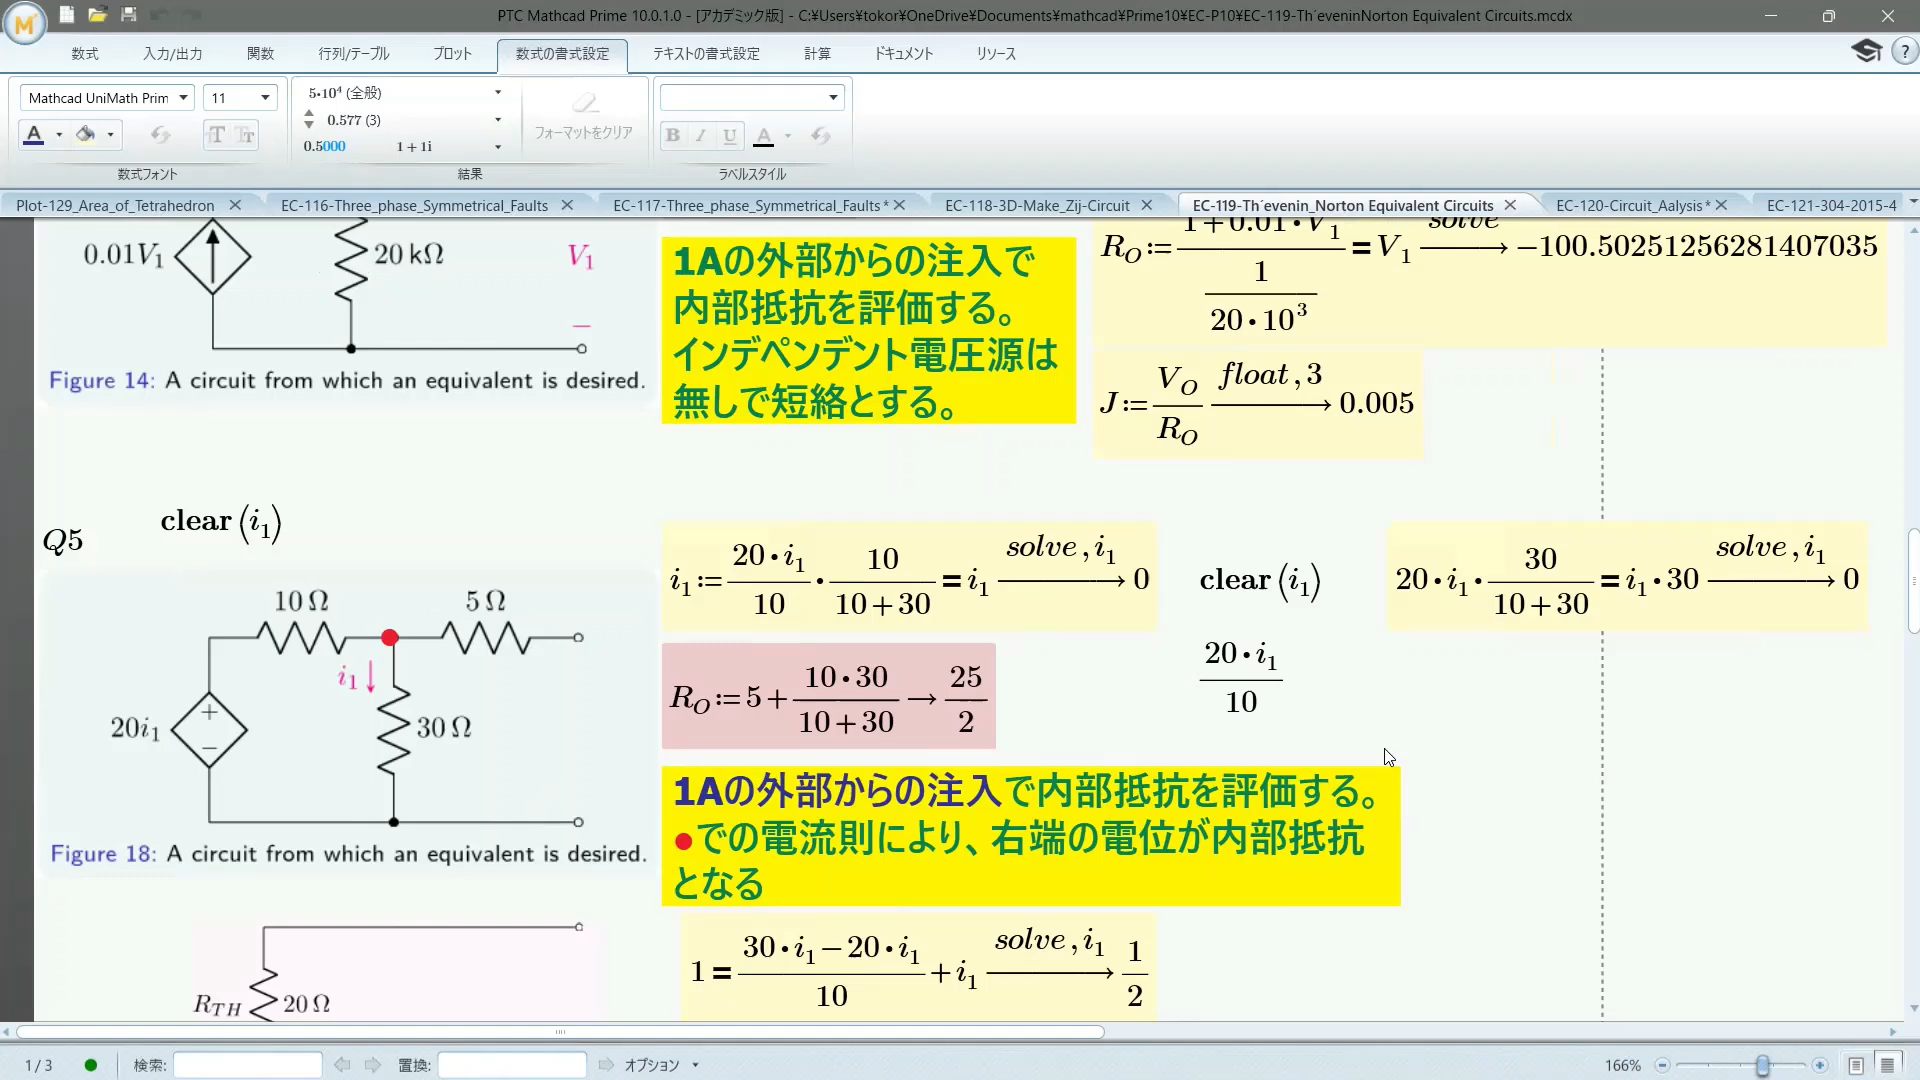 PTC Mathcad Prime 10.0.1.0 - [アカデミック版] - C:¥Users¥tokor¥OneDrive¥Documents¥mathcad¥Prime10¥EC-P10¥EC-119-Th´eveninNorton Equivalent Circuits.mcdx
数式 入力/出力 関数 行列/テーブル プロット 数式の書式設定 テキストの書式設定 計算 ドキュメント リソース
Mathcad UniMath Prim 11
5•10⁴ (全般)
0.577 (3)
0.5000 1 + 1i
フォーマットをクリア
B I U A
数式フォント 結果 ラベルスタイル
Plot-129_Area_of_Tetrahedron EC-116-Three_phase_Symmetrical_Faults EC-117-Three_phase_Symmetrical_Faults * EC-118-3D-Make_Zij-Circuit EC-119-Th´evenin_Norton Equivalent Circuits EC-120-Circuit_Aalysis * EC-121-304-2015-4
0.01V₁ 20 kΩ V₁
−
Figure 14: A circuit from which an equivalent is desired.
1Aの外部からの注入で
内部抵抗を評価する。
インデペンデント電圧源は
無しで短絡とする。
R_O := (1 + 0.01 • V₁) / (1 / (20 • 10³)) = V₁ solve → −100.50251256281407035
J := V_O / R_O float , 3 → 0.005
Q5 clear (i₁)
10 Ω 5 Ω
i₁ ↓
20i₁ + − 30 Ω
Figure 18: A circuit from which an equivalent is desired.
i₁ := (20 • i₁) / 10 • 10 / (10 + 30) = i₁ solve , i₁ → 0
clear (i₁)
20 • i₁ • 30 / (10 + 30) = i₁ • 30 solve , i₁ → 0
R_O := 5 + (10 • 30) / (10 + 30) → 25 / 2
20 • i₁ / 10
1Aの外部からの注入で内部抵抗を評価する。
●での電流則により、右端の電位が内部抵抗
となる
R_TH 20 Ω
1 = (30 • i₁ − 20 • i₁) / 10 + i₁ solve , i₁ → 1 / 2
1 / 3 検索: 置換: オプション 166%